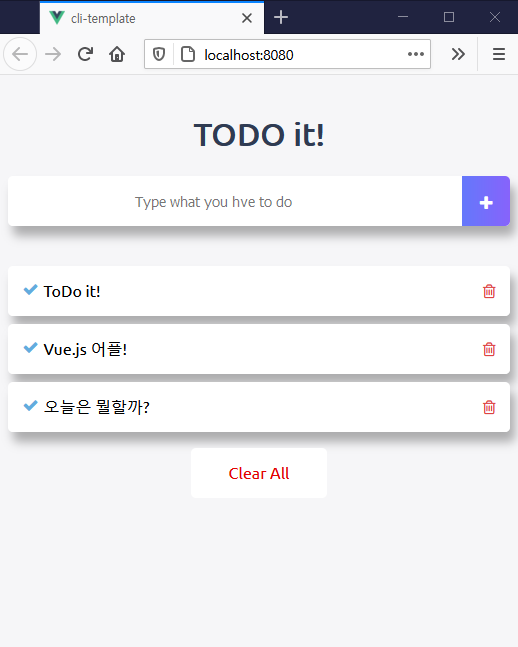 cli-template
localhost:8080
TODO it!
Type what you hve to do
ToDo it!
Vue.js 어플!
오늘은 뭘할까?
Clear All